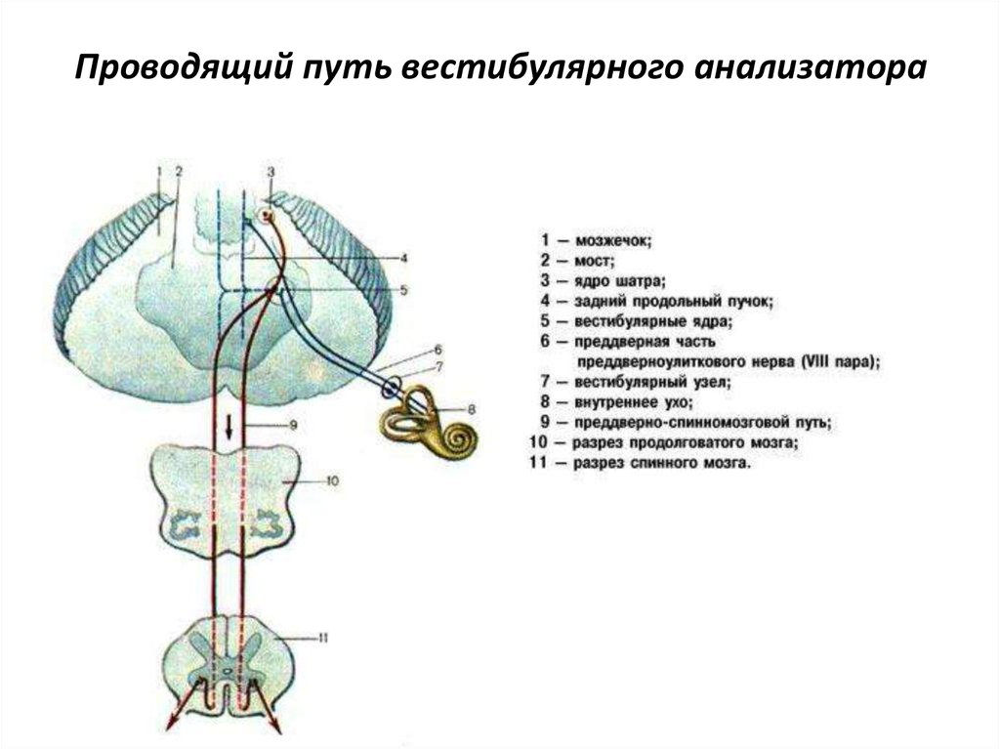 Проводящий путь вестибулярного анализатора
1 2 3
4
5
6
7
8
9
10
11
1 – мозжечок;
2 – мост;
3 – ядро шатра;
4 – задний продольный пучок;
5 – вестибулярные ядра;
6 – преддверная часть
преддверноулиткового нерва (VIII пара);
7 – вестибулярный узел;
8 – внутреннее ухо;
9 – преддверно-спинномозговой путь;
10 – разрез продолговатого мозга;
11 – разрез спинного мозга.